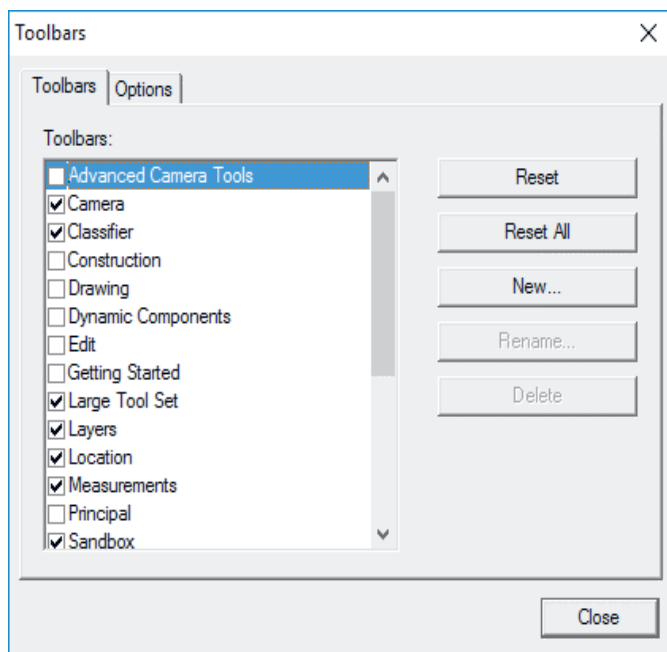 Toolbars
Toolbars
Options
Toolbars:
Advanced Camera Tools
Camera
Classifier
Construction
Drawing
Dynamic Components
Edit
Getting Started
Large Tool Set
Layers
Location
Measurements
Principal
Sandbox
Reset
Reset All
New...
Rename...
Delete
Close